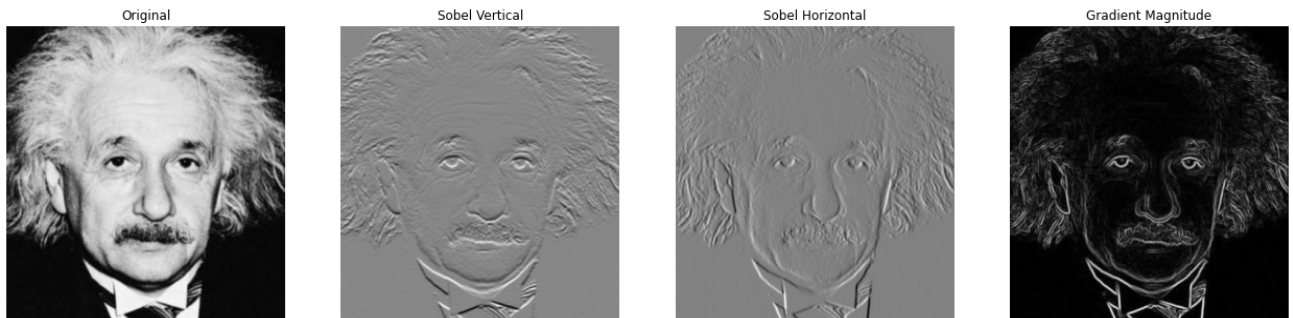 Original
Sobel Vertical
Sobel Horizontal
Gradient Magnitude